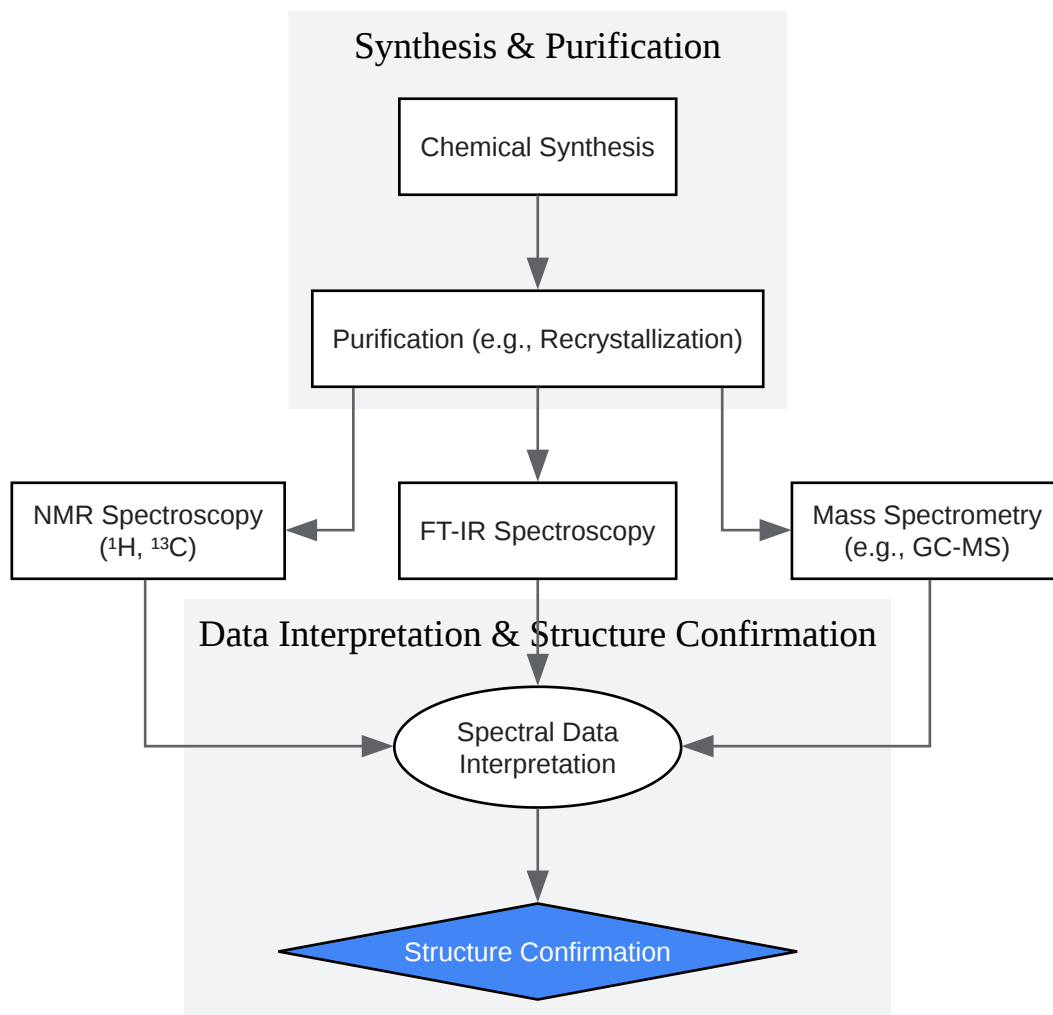 Synthesis & Purification
Chemical Synthesis
Purification (e.g., Recrystallization)
NMR Spectroscopy
(¹H, ¹³C)
FT-IR Spectroscopy
Mass Spectrometry
(e.g., GC-MS)
Data Interpretation & Structure Confirmation
Spectral Data
Interpretation
Structure Confirmation